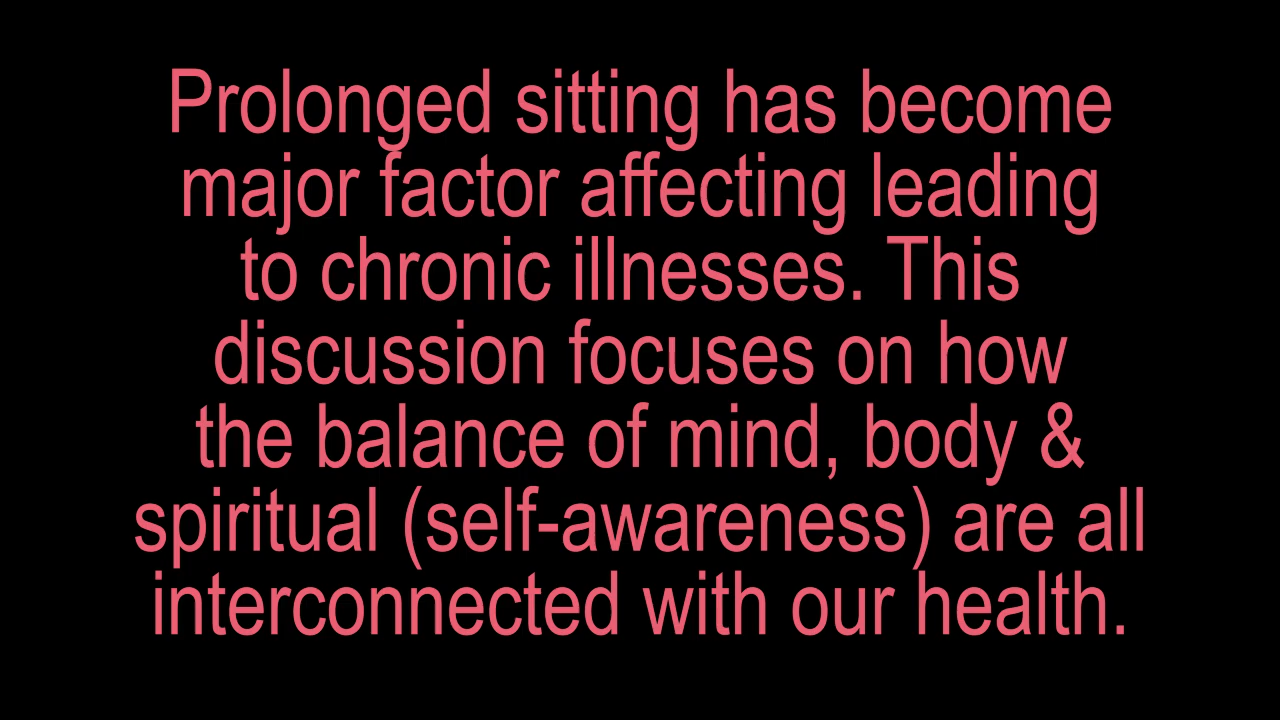 Prolonged sitting has become
major factor affecting leading
to chronic illnesses. This
discussion focuses on how
the balance of mind, body &
spiritual (self-awareness) are all
interconnected with our health.